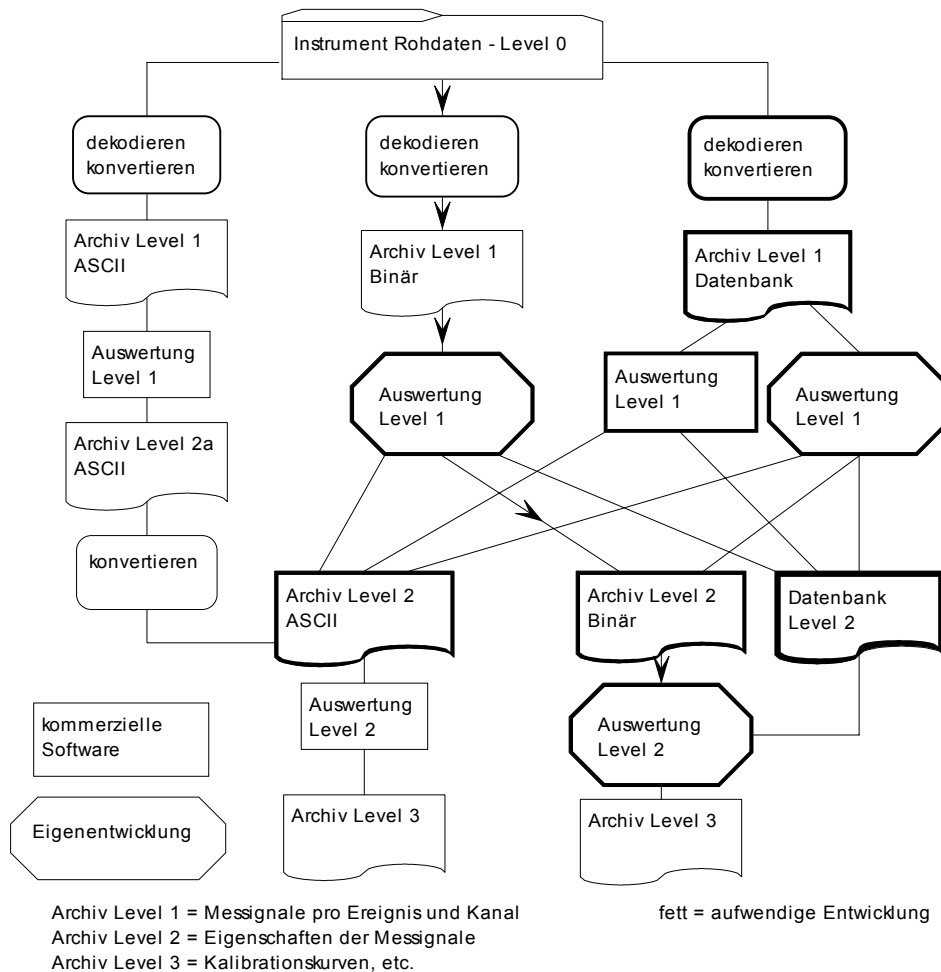 Instrument Rohdaten - Level 0
dekodieren
konvertieren
dekodieren
konvertieren
dekodieren
konvertieren
Archiv Level 1
ASCII
Archiv Level 1
Binär
Archiv Level 1
Datenbank
Auswertung
Level 1
Auswertung
Level 1
Auswertung
Level 1
Auswertung
Level 1
Archiv Level 2a
ASCII
konvertieren
Archiv Level 2
ASCII
Archiv Level 2
Binär
Datenbank
Level 2
Auswertung
Level 2
Auswertung
Level 2
kommerzielle
Software
Archiv Level 3
Archiv Level 3
Eigenentwicklung
Archiv Level 1 = Messignale pro Ereignis und Kanal
fett = aufwendige Entwicklung
Archiv Level 2 = Eigenschaften der Messignale
Archiv Level 3 = Kalibrationskurven, etc.